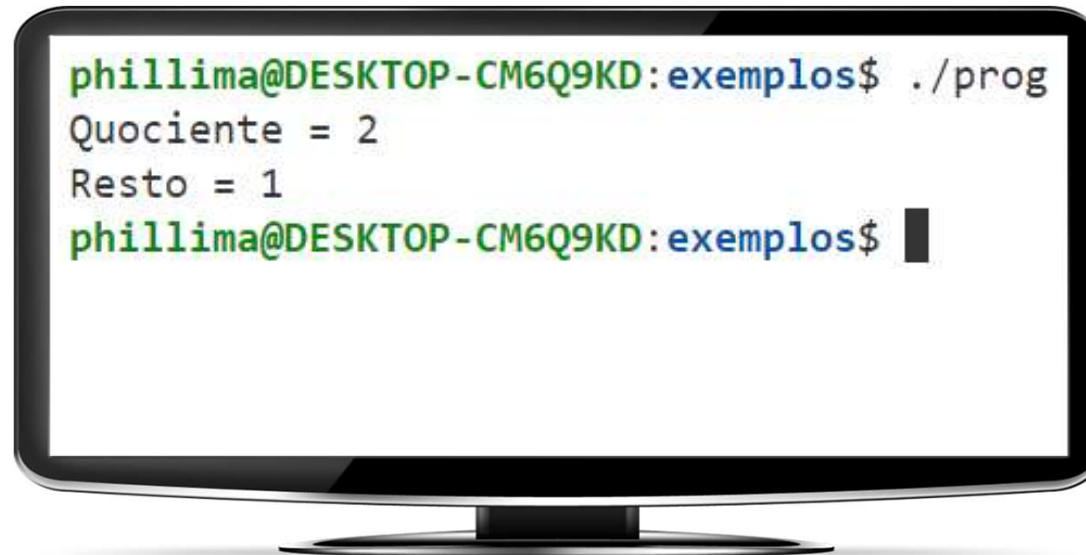 phillima@DESKTOP-CM6Q9KD:exemplos$ ./prog
Quociente = 2
Resto = 1
phillima@DESKTOP-CM6Q9KD:exemplos$